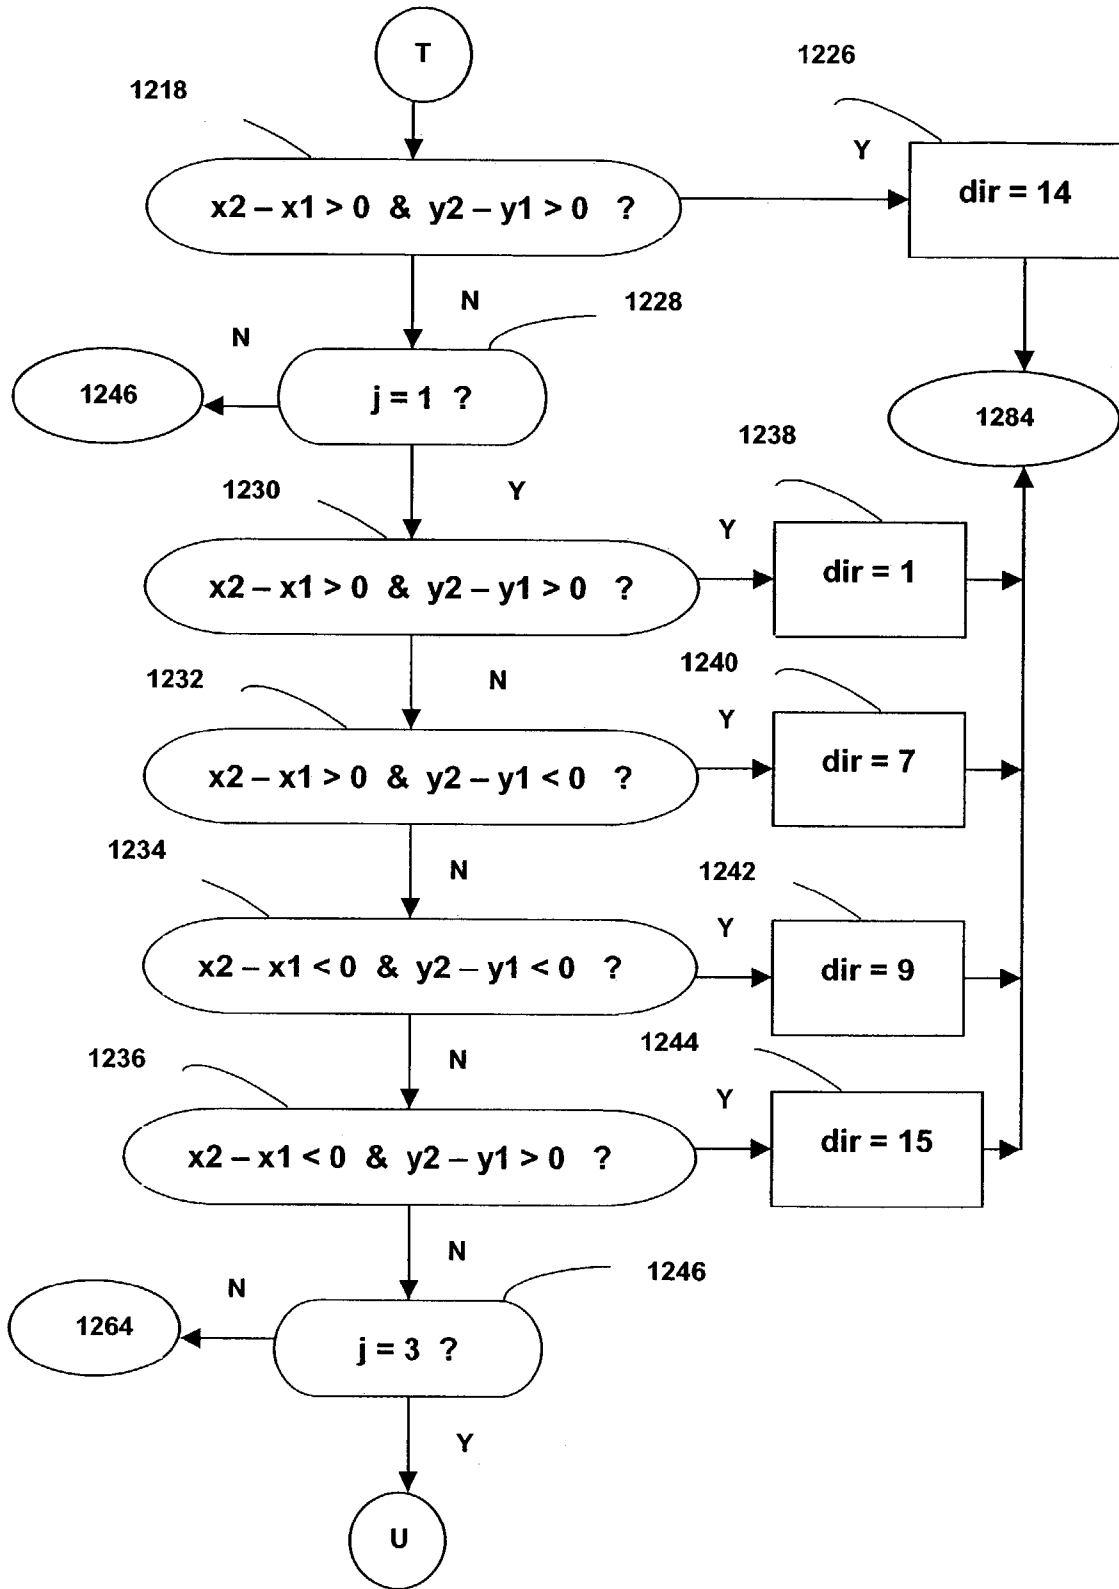 T
1226
1218
Y
x2 – x1 > 0 & y2 – y1 > 0 ?
dir = 14
N
1228
N
1246
j = 1 ?
1284
1238
Y
1230
Y
x2 – x1 > 0 & y2 – y1 > 0 ?
dir = 1
N
1240
1232
Y
x2 – x1 > 0 & y2 – y1 < 0 ?
dir = 7
N
1234
1242
Y
x2 – x1 < 0 & y2 – y1 < 0 ?
dir = 9
N
1244
1236
Y
x2 – x1 < 0 & y2 – y1 > 0 ?
dir = 15
N
1246
N
1264
j = 3 ?
Y
U